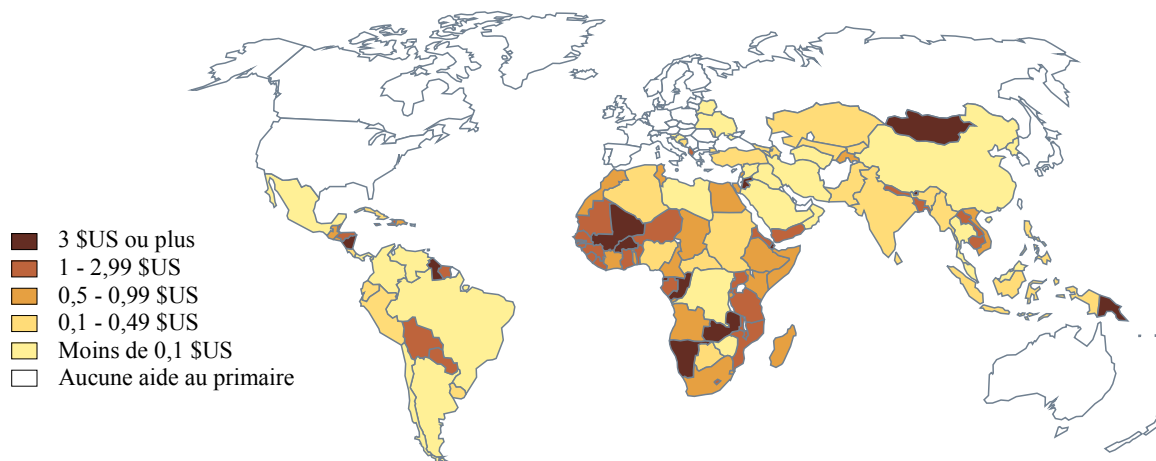 3 $US ou plus
1 - 2,99 $US
0,5 - 0,99 $US
0,1 - 0,49 $US
Moins de 0,1 $US
Aucune aide au primaire